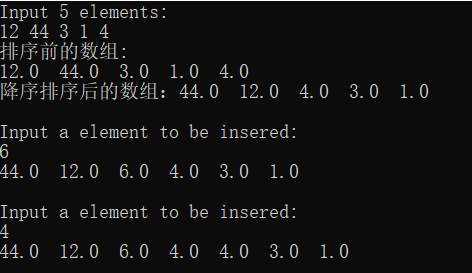 Input 5 elements:
12 44 3 1 4
排序前的数组:
12.0  44.0  3.0  1.0  4.0
降序排序后的数组：44.0  12.0  4.0  3.0  1.0
Input a element to be insered:
6
44.0  12.0  6.0  4.0  3.0  1.0
Input a element to be insered:
4
44.0  12.0  6.0  4.0  4.0  3.0  1.0